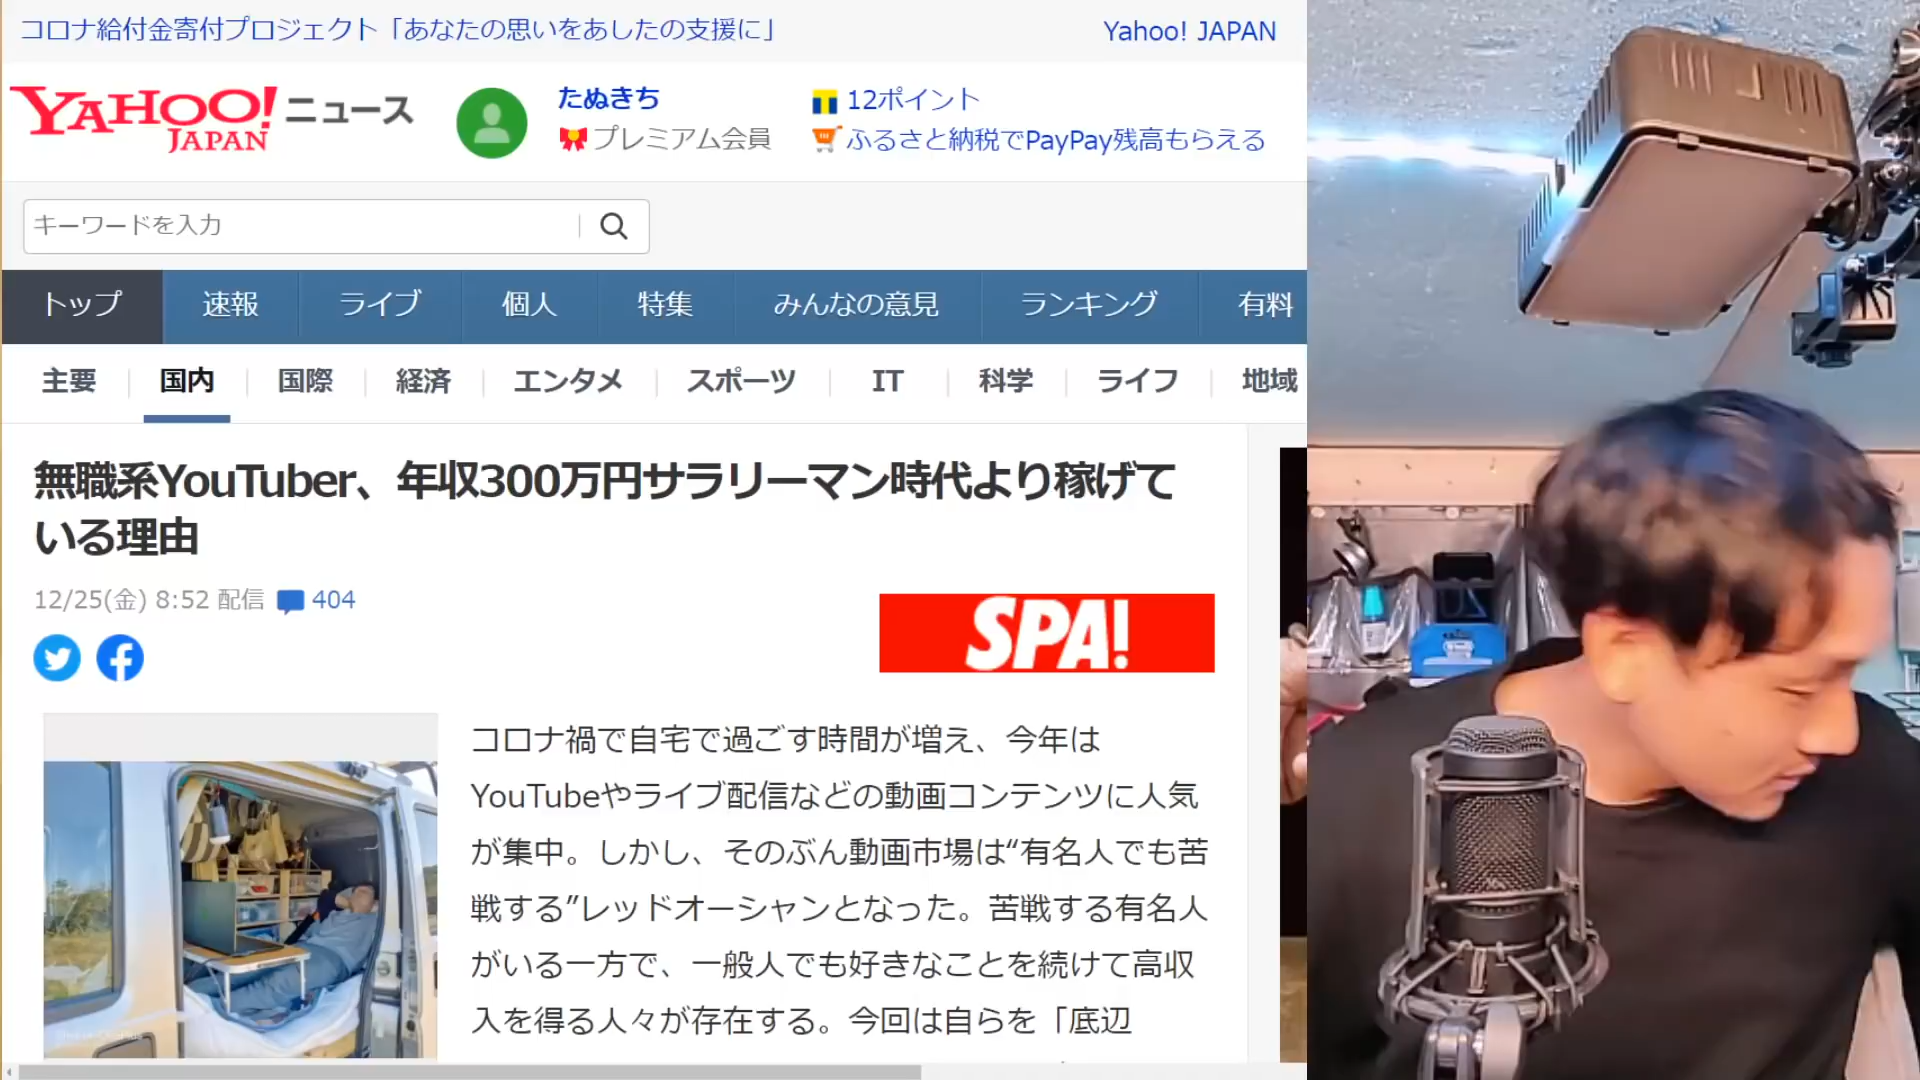 コロナ給付金寄付プロジェクト「あなたの思いをあしたの支援に」
Yahoo! JAPAN
YAHOO! JAPAN ニュース
たぬきち
プレミアム会員
12ポイント
ふるさと納税でPayPay残高もらえる
キーワードを入力
トップ 速報 ライブ 個人 特集 みんなの意見 ランキング 有料
主要 国内 国際 経済 エンタメ スポーツ IT 科学 ライフ 地域
無職系YouTuber、年収300万円サラリーマン時代より稼げて
いる理由
12/25(金) 8:52 配信 404
SPA!
コロナ禍で自宅で過ごす時間が増え、今年は
YouTubeやライブ配信などの動画コンテンツに人気
が集中。しかし、そのぶん動画市場は“有名人でも苦
戦する”レッドオーシャンとなった。苦戦する有名人
がいる一方で、一般人でも好きなことを続けて高収
入を得る人々が存在する。今回は自らを「底辺